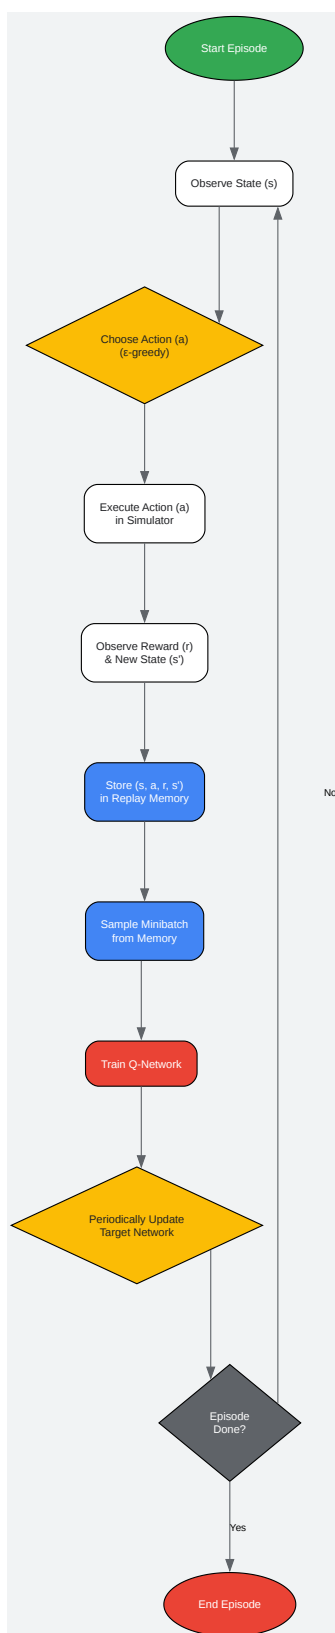 Start Episode
Observe State (s)
Choose Action (a)
(ε-greedy)
Execute Action (a)
in Simulator
Observe Reward (r)
& New State (s')
Store (s, a, r, s')
in Replay Memory
No
Sample Minibatch
from Memory
Train Q-Network
Periodically Update
Target Network
Episode
Done?
Yes
End Episode